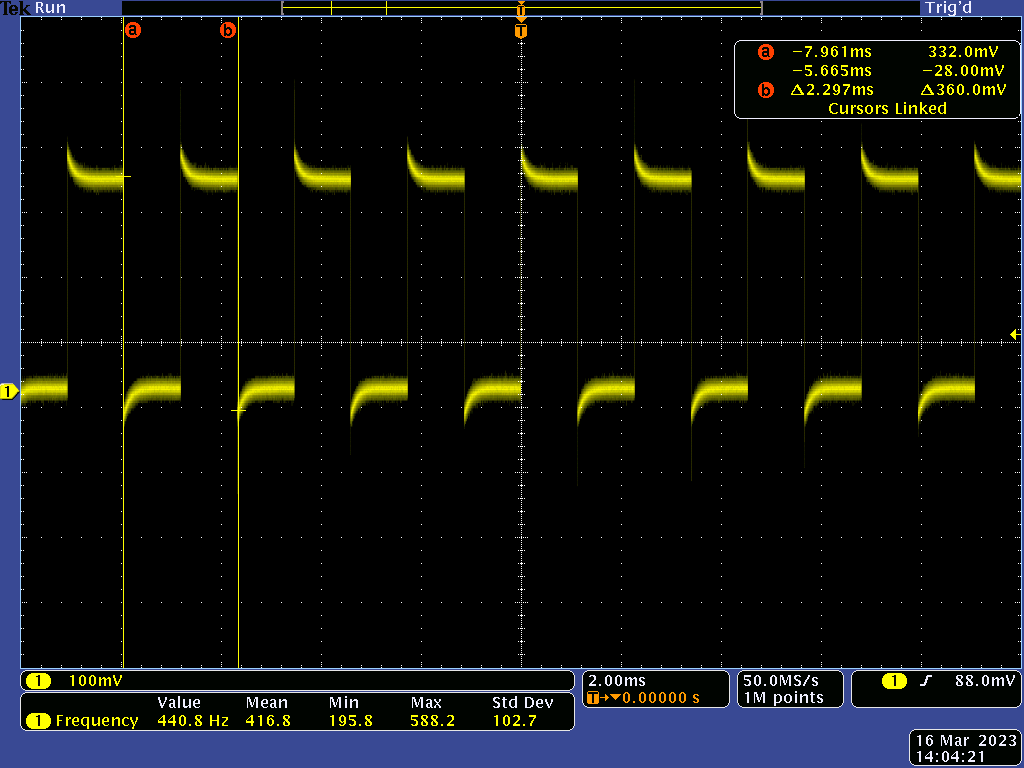 Tek Run Trig'd
T
a b T
a −7.961ms 332.0mV
−5.665ms −28.00mV
b Δ2.297ms Δ360.0mV
Cursors Linked
1
1 100mV
2.00ms
T→▼0.00000 s
50.0MS/s
1M points
1 ʃ 88.0mV
Value Mean Min Max Std Dev
1 Frequency 440.8 Hz 416.8 195.8 588.2 102.7
16 Mar 2023
14:04:21